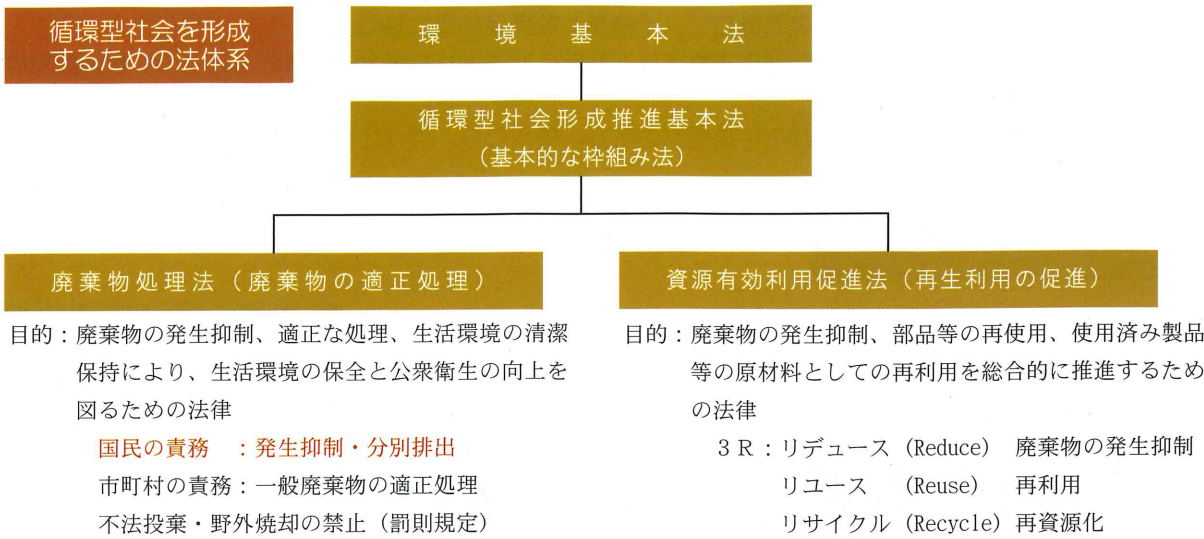 循環型社会を形成
するための法体系
環境基本法
循環型社会形成推進基本法
（基本的な枠組み法）
廃棄物処理法（廃棄物の適正処理）
目的：廃棄物の発生抑制、適正な処理、生活環境の清潔
保持により、生活環境の保全と公衆衛生の向上を
図るための法律
国民の責務　：発生抑制・分別排出
市町村の責務：一般廃棄物の適正処理
不法投棄・野外焼却の禁止（罰則規定）
資源有効利用促進法（再生利用の促進）
目的：廃棄物の発生抑制、部品等の再使用、使用済み製品
等の原材料としての再利用を総合的に推進するため
の法律
３Ｒ：リデュース（Reduce）廃棄物の発生抑制
リユース　（Reuse）　再利用
リサイクル（Recycle）再資源化